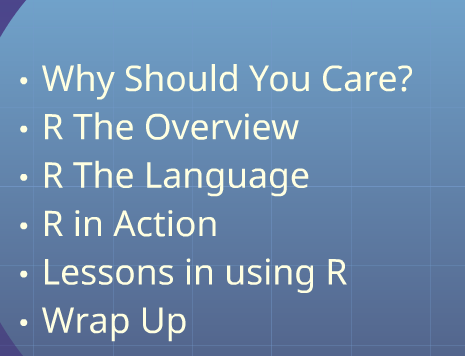 • Why Should You Care?
• R The Overview
• R The Language
• R in Action
• Lessons in using R
• Wrap Up